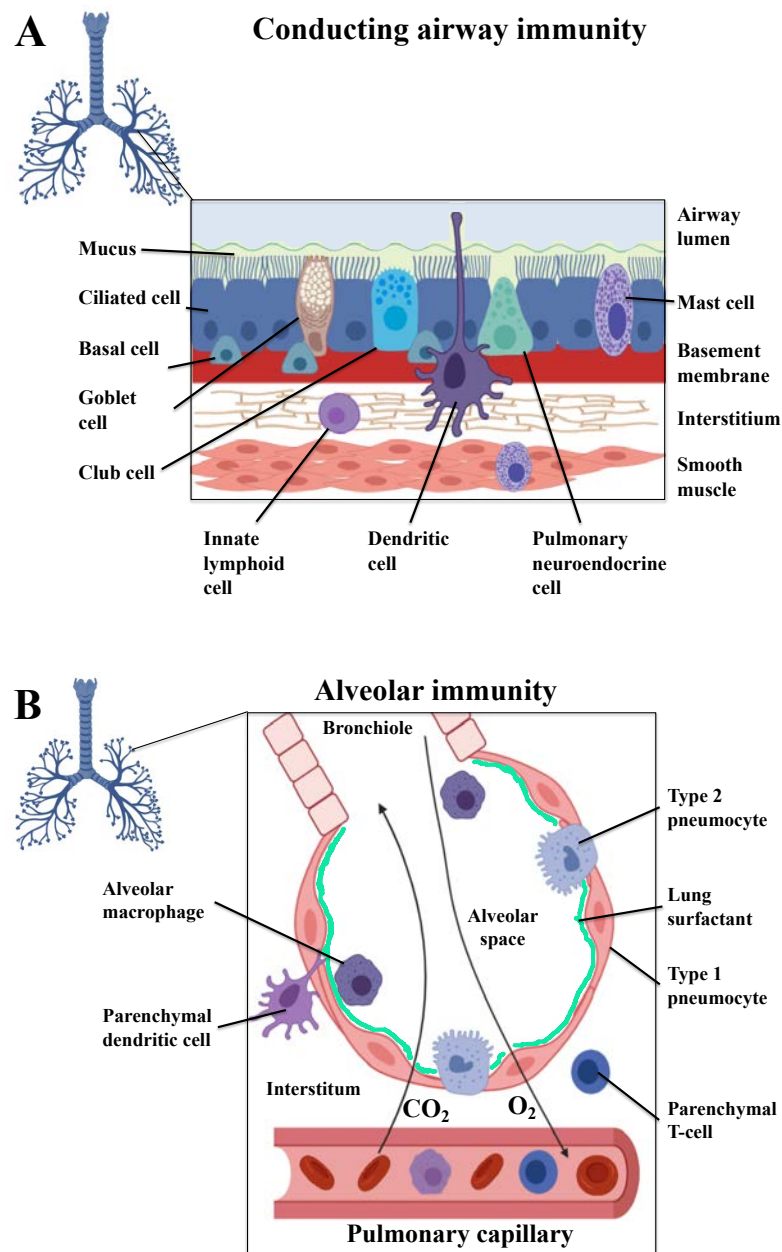 A
Conducting airway immunity
Mucus
Ciliated cell
Basal cell
Goblet
cell
Club cell
Airway
lumen
Mast cell
Basement
membrane
Interstitium
Smooth
muscle
Innate
lymphoid
cell
Dendritic
cell
Pulmonary
neuroendocrine
cell
B
Alveolar immunity
Bronchiole
Alveolar
macrophage
Parenchymal
dendritic cell
Alveolar
space
Type 2
pneumocyte
Lung
surfactant
Type 1
pneumocyte
Parenchymal
T-cell
Interstitum
CO₂
O₂
Pulmonary capillary